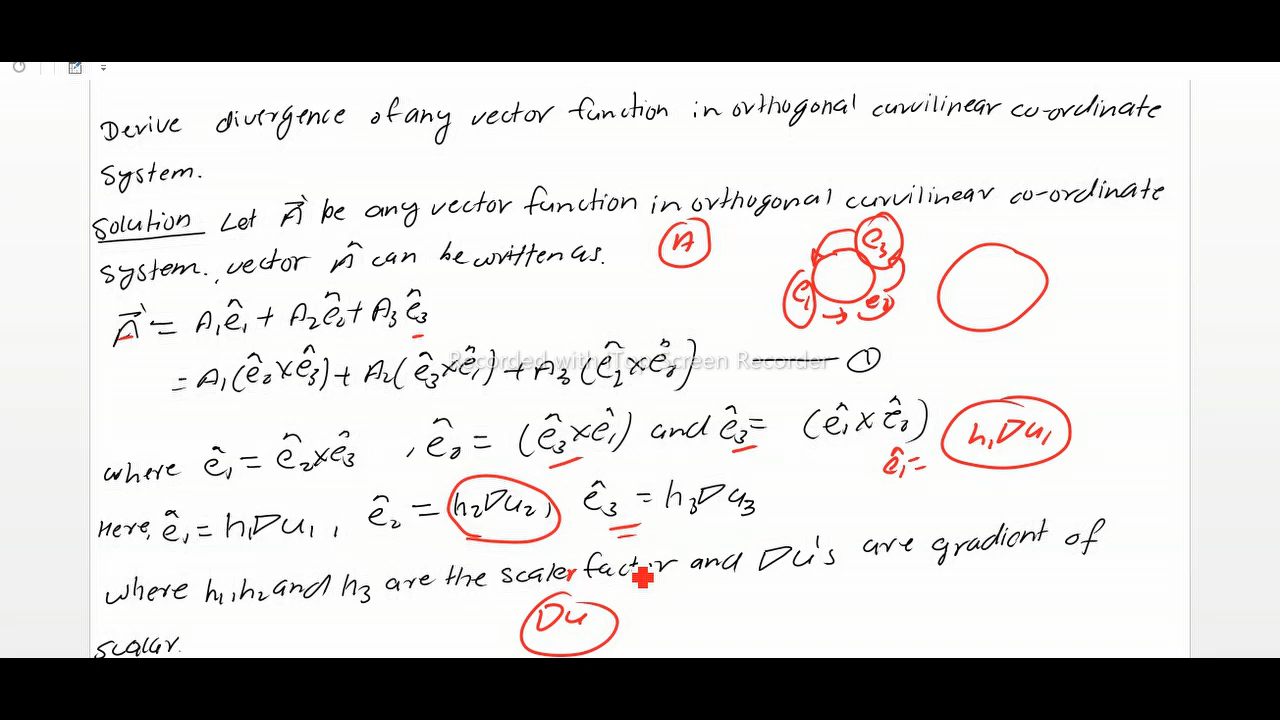 Derive divergence of any vector function in orthogonal curvilinear co-ordinate
system.
Solution Let A⃗ be any vector function in orthogonal curvilinear co-ordinate
system., vector Â can be written as.
A
e3
e1 → e2
A⃗ = A1ê1 + A2ê2 + A3ê3
= A1(ê2×ê3) + A2(ê3×ê1) + A3(ê1×ê2) ——— ①
Recorded with iTop Screen Recorder
where ê1 = ê2×ê3 , ê2 = (ê3×ê1) and ê3 = (ê1×ê2)
h1∇u1
ê1=
Here, ê1 = h1∇u1, ê2 = h2∇u2, ê3 = h3∇u3
where h1,h2 and h3 are the scaler factor and ∇u's are gradient of
∇u
scalar.